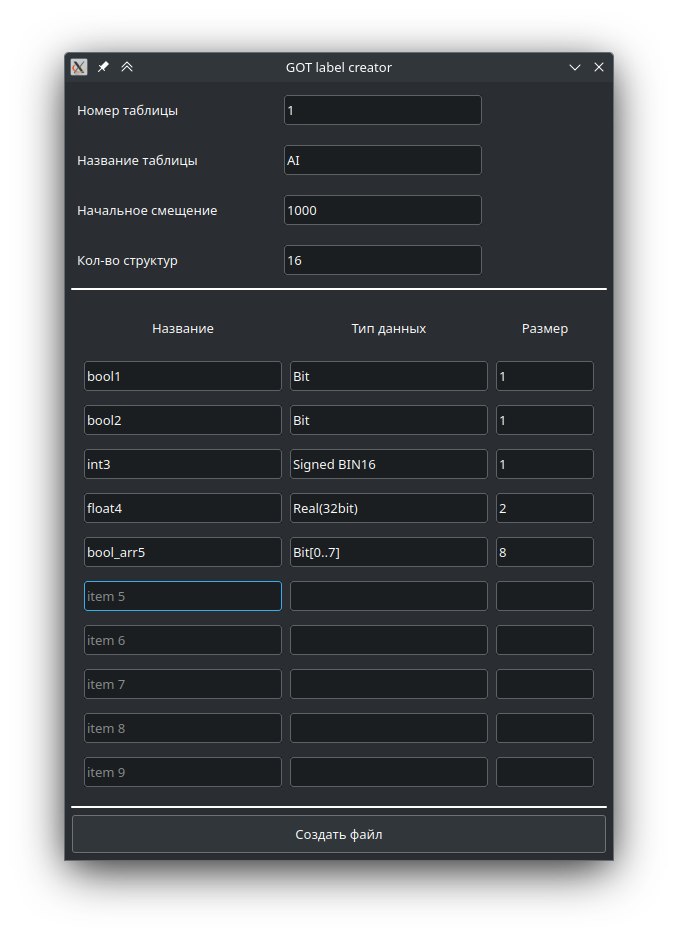 GOT label creator
Номер таблицы 1
Название таблицы AI
Начальное смещение 1000
Кол-во структур 16
Название Тип данных Размер
bool1 Bit 1
bool2 Bit 1
int3 Signed BIN16 1
float4 Real(32bit) 2
bool_arr5 Bit[0..7] 8
item 5
item 6
item 7
item 8
item 9
Создать файл